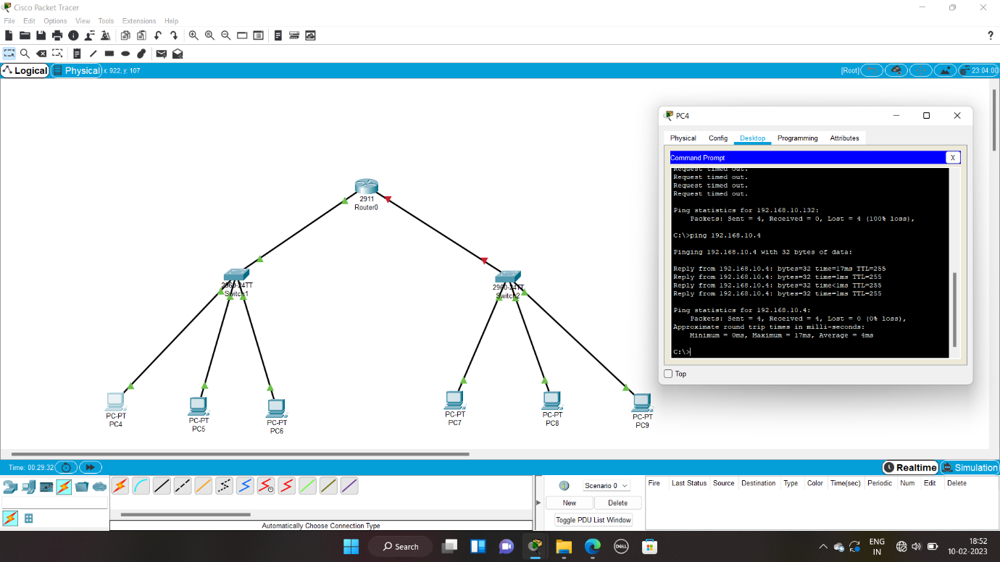 Cisco Packet Tracer
File Edit Options View Tools Extensions Help
Logical Physical x: 922, y: 107 [Root] 23:04:00
PC4
Physical Config Desktop Programming Attributes
Command Prompt X
Request timed out.
Request timed out.
Request timed out.
Request timed out.
Ping statistics for 192.168.10.132:
Packets: Sent = 4, Received = 0, Lost = 4 (100% loss),
C:\>ping 192.168.10.4
Pinging 192.168.10.4 with 32 bytes of data:
Reply from 192.168.10.4: bytes=32 time=17ms TTL=255
Reply from 192.168.10.4: bytes=32 time=1ms TTL=255
Reply from 192.168.10.4: bytes=32 time<1ms TTL=255
Reply from 192.168.10.4: bytes=32 time=1ms TTL=255
Ping statistics for 192.168.10.4:
Packets: Sent = 4, Received = 4, Lost = 0 (0% loss),
Approximate round trip times in milli-seconds:
Minimum = 0ms, Maximum = 17ms, Average = 4ms
C:\>
Top
2911
Router0
2960-24TT
Switch1
2960-24TT
Switch2
PC-PT
PC4
PC-PT
PC5
PC-PT
PC6
PC-PT
PC7
PC-PT
PC8
PC-PT
PC9
Time: 00:29:32 Realtime Simulation
Scenario 0
New Delete
Toggle PDU List Window
Fire Last Status Source Destination Type Color Time(sec) Periodic Num Edit Delete
Automatically Choose Connection Type
Search
DELL
ENG
IN
18:52
10-02-2023